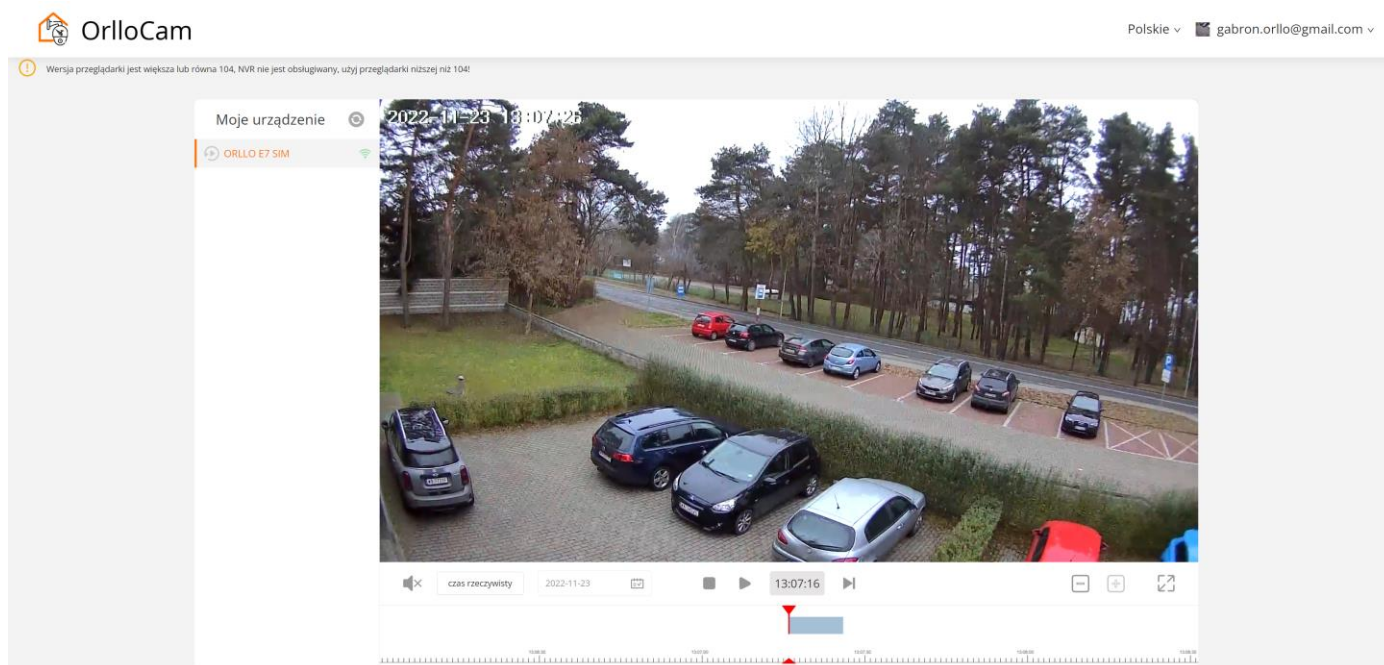 OrlloCam
Polskie
gabron.orllo@gmail.com
Wersja przeglądarki jest większa lub równa 104, NVR nie jest obsługiwany, użyj przeglądarki niższej niż 104!
Moje urządzenie
2022-11-23 13:07:26
ORLLO E7 SIM
czas rzeczywisty
2022-11-23
13:07:16